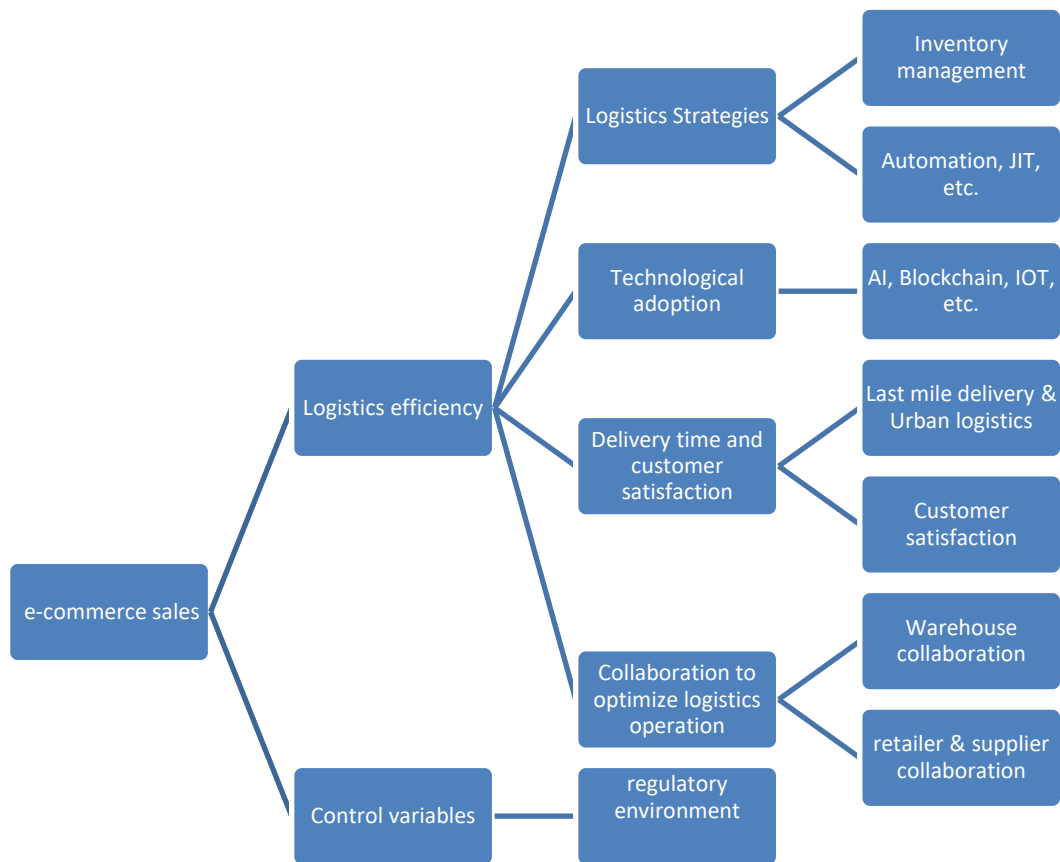 Inventory
management
Logistics Strategies
Automation, JIT,
etc.
Technological
adoption
AI, Blockchain, IOT,
etc.
Logistics efficiency
Last mile delivery &
Urban logistics
Delivery time and
customer
satisfaction
Customer
satisfaction
e-commerce sales
Warehouse
collaboration
Collaboration to
optimize logistics
operation
retailer & supplier
collaboration
Control variables
regulatory
environment